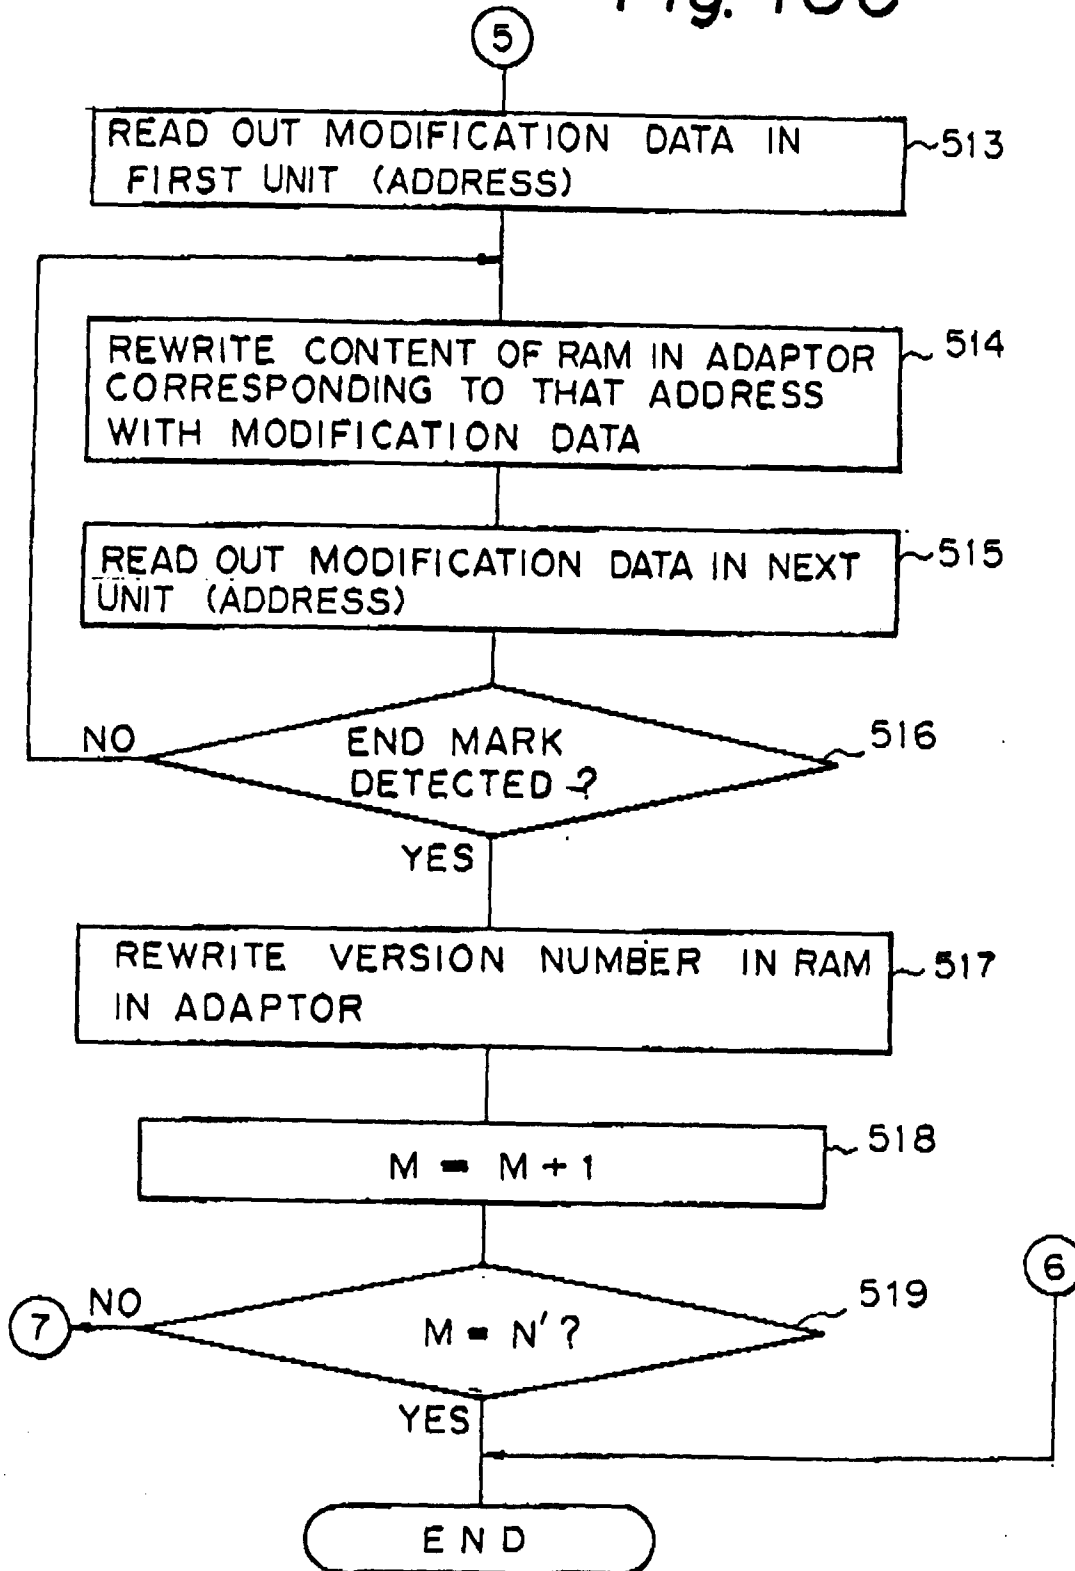 5
READ OUT MODIFICATION DATA IN
FIRST UNIT (ADDRESS)
513
REWRITE CONTENT OF RAM IN ADAPTOR
CORRESPONDING TO THAT ADDRESS
WITH MODIFICATION DATA
514
READ OUT MODIFICATION DATA IN NEXT
UNIT (ADDRESS)
515
NO
END MARK
DETECTED ?
516
YES
REWRITE VERSION NUMBER IN RAM
IN ADAPTOR
517
M = M + 1
518
6
7
NO
M = N' ?
519
YES
END